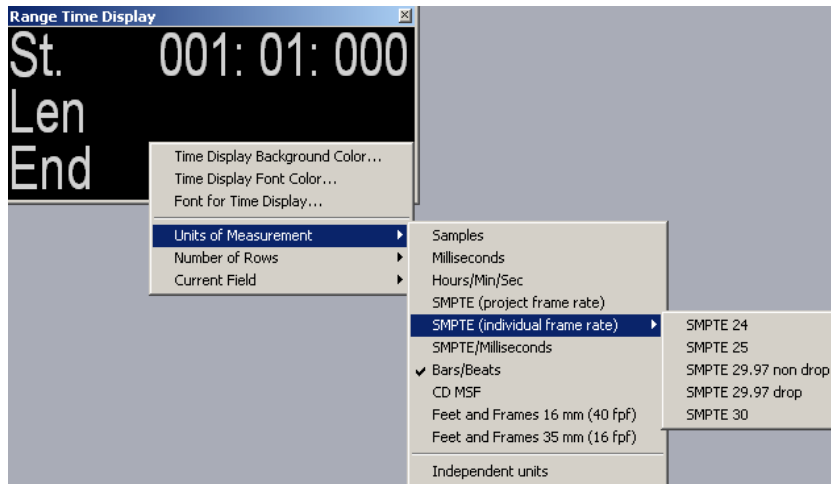 Range Time Display
St. 001: 01: 000
Len
End
Time Display Background Color...
Time Display Font Color...
Font for Time Display...
Units of Measurement
Number of Rows
Current Field
Samples
Milliseconds
Hours/Min/Sec
SMPTE (project frame rate)
SMPTE (individual frame rate)
SMPTE/Milliseconds
Bars/Beats
CD MSF
Feet and Frames 16 mm (40 fpf)
Feet and Frames 35 mm (16 fpf)
Independent units
SMPTE 24
SMPTE 25
SMPTE 29.97 non drop
SMPTE 29.97 drop
SMPTE 30